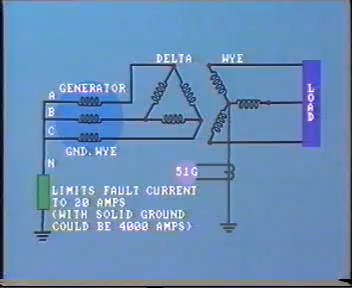 DELTA WYE
GENERATOR
A
B
C
GND. WYE
N
LOAD
51G
LIMITS FAULT CURRENT
TO 20 AMPS
(WITH SOLID GROUND
COULD BE 4000 AMPS)